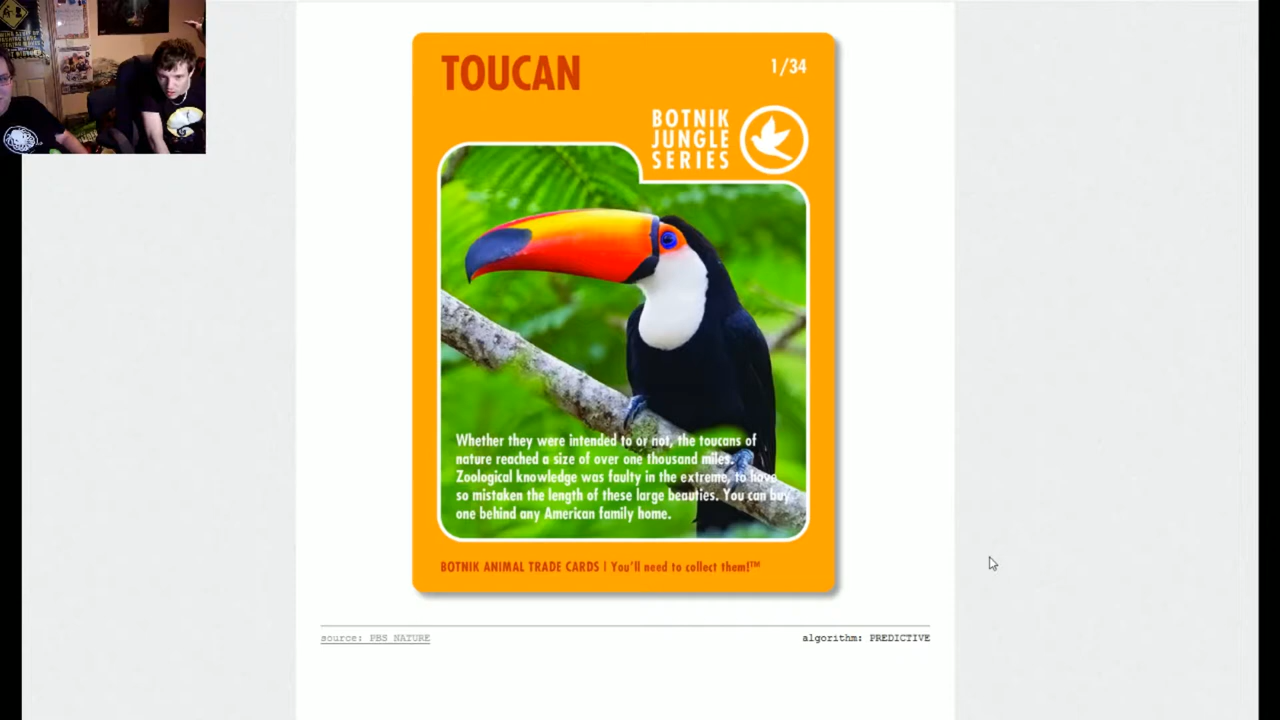 TOUCAN
1/34
BOTNIK
JUNGLE
SERIES
Whether they were intended to or not, the toucans of
nature reached a size of over one thousand miles.
Zoological knowledge was faulty in the extreme, to have
so mistaken the length of these large beauties. You can buy
one behind any American family home.
BOTNIK ANIMAL TRADE CARDS | You'll need to collect them!™
source: PBS NATURE
algorithm: PREDICTIVE